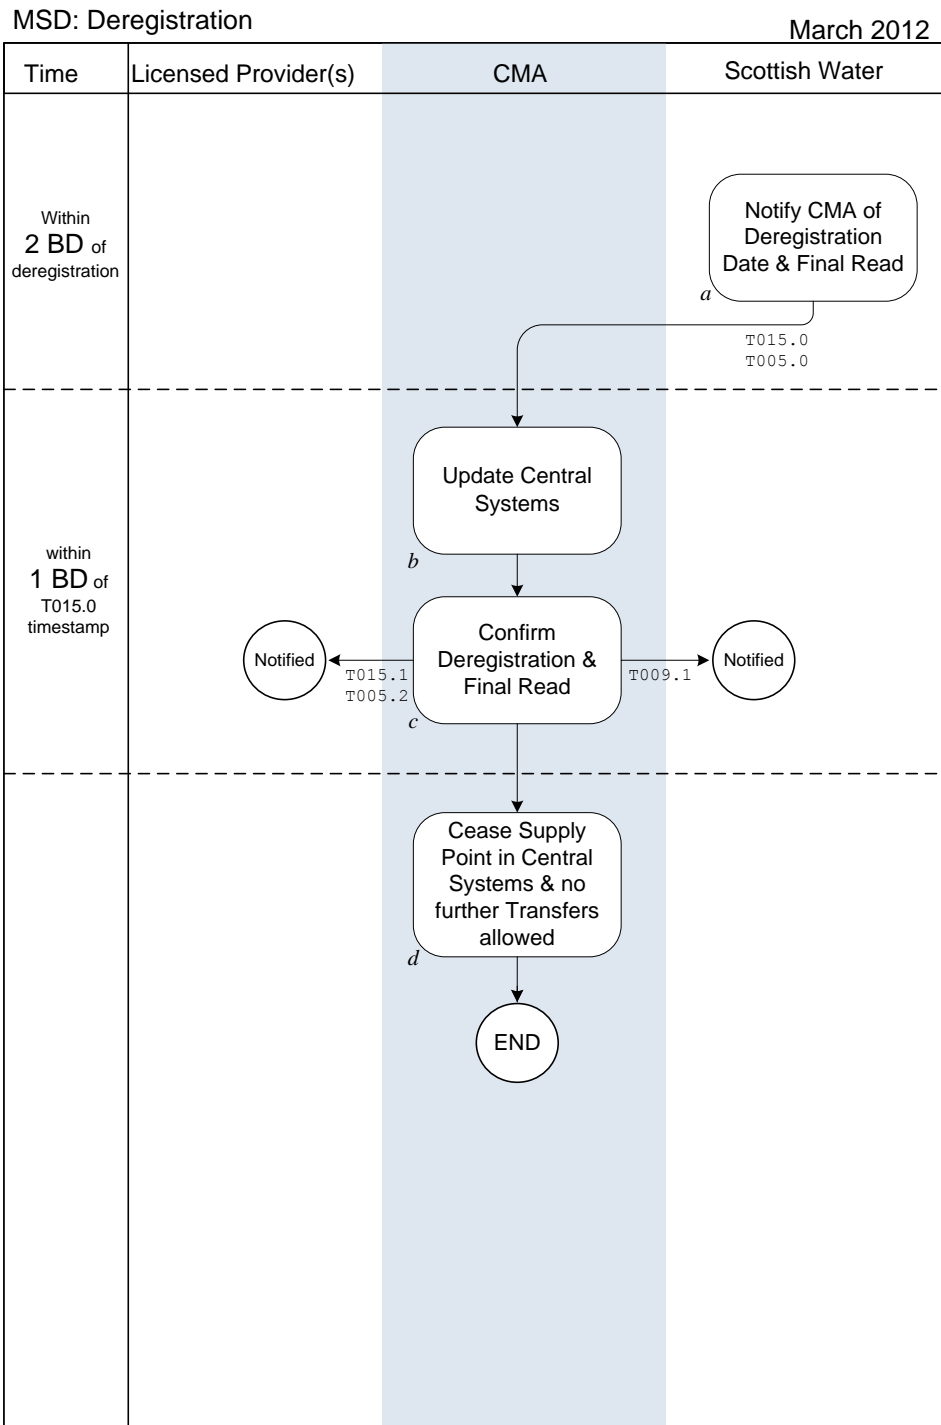 MSD: Deregistration
March 2012
Time
Licensed Provider(s)
CMA
Scottish Water
Within
2 BD of
deregistration
Notify CMA of
Deregistration
Date & Final Read
a
T015.0
T005.0
within
1 BD of
T015.0
timestamp
Update Central
Systems
b
Confirm
Deregistration &
Final Read
c
Notified
T015.1
T005.2
T009.1
Notified
Cease Supply
Point in Central
Systems & no
further Transfers
allowed
d
END